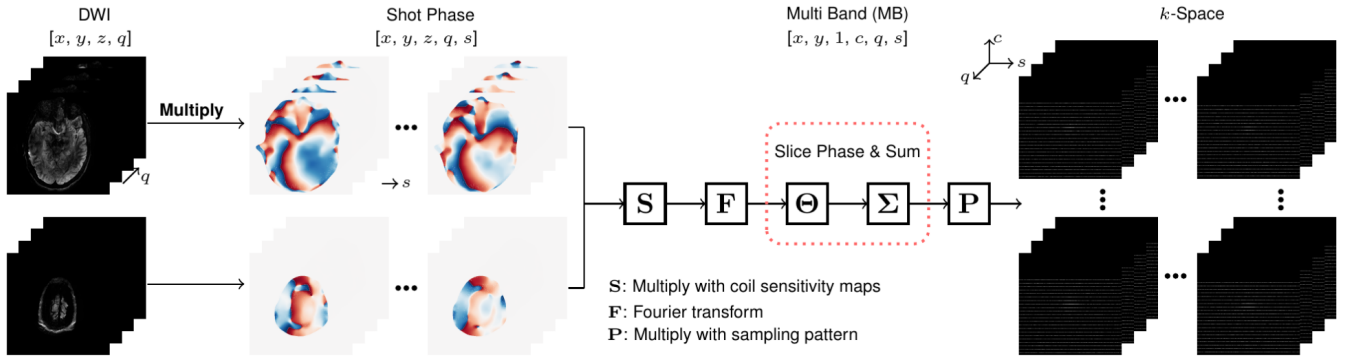 DWI
[x, y, z, q]
Shot Phase
[x, y, z, q, s]
Multi Band (MB)
[x, y, 1, c, q, s]
k-Space
c
s
q
Multiply
q
s
•••
•••
Slice Phase & Sum
S
F
Θ
Σ
P
•••
•••
S: Multiply with coil sensitivity maps
F: Fourier transform
P: Multiply with sampling pattern